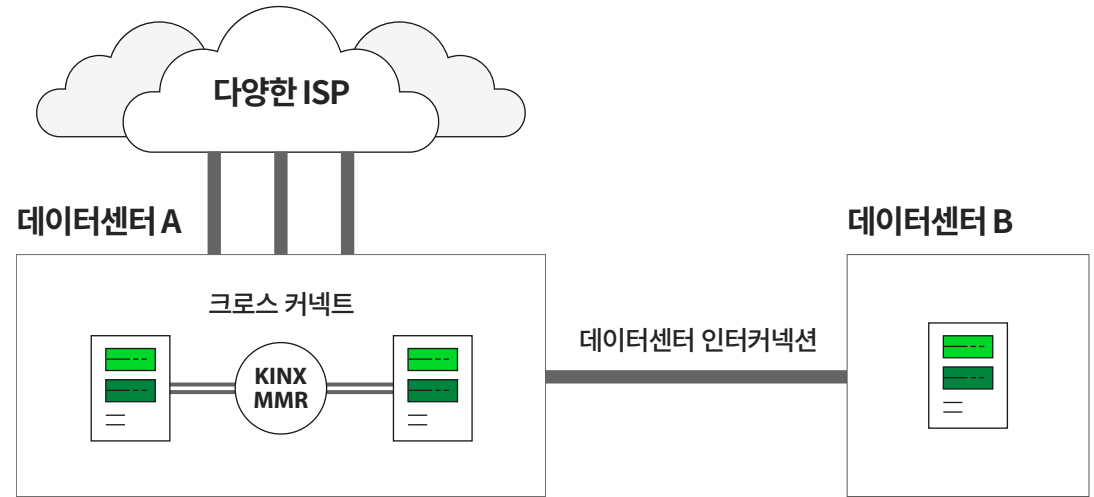 다양한 ISP
데이터센터 A
데이터센터 B
크로스 커넥트
데이터센터 인터커넥션
KINX
MMR